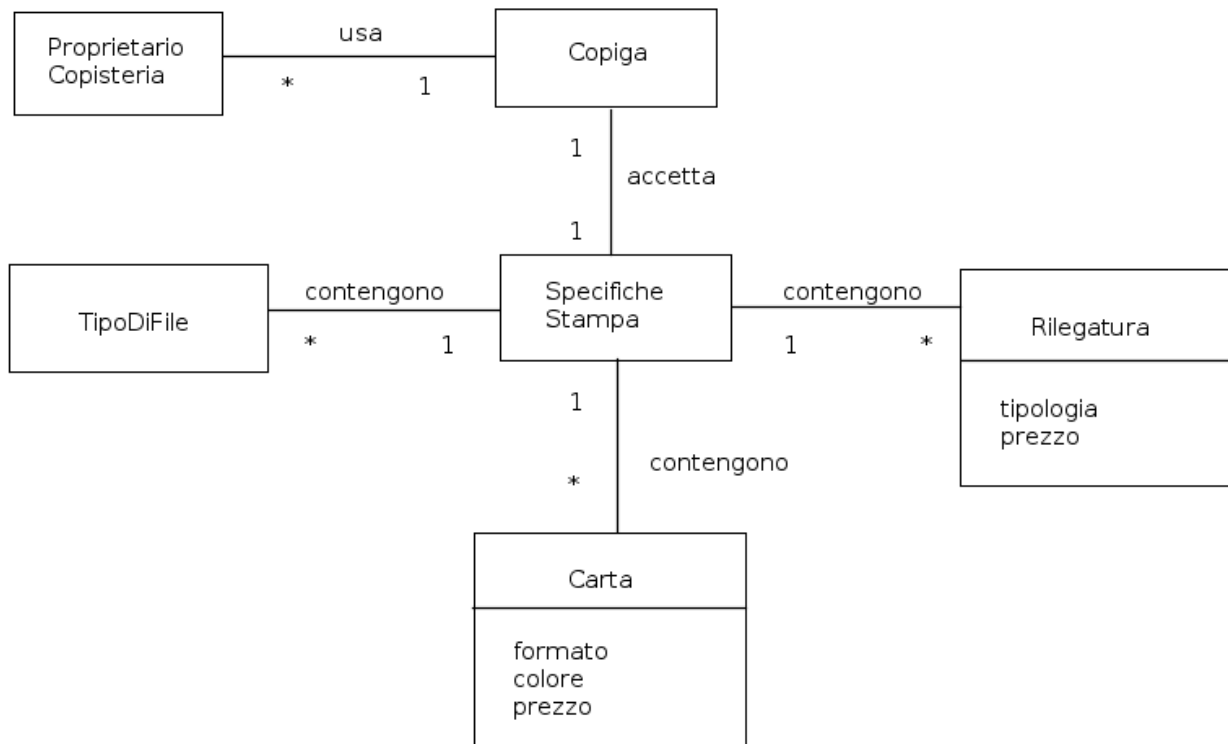 Proprietario
Copisteria
usa
*
1
Copiga
1
accetta
1
TipoDiFile
contengono
*
1
Specifiche
Stampa
contengono
1
*
Rilegatura
tipologia
prezzo
1
contengono
*
Carta
formato
colore
prezzo